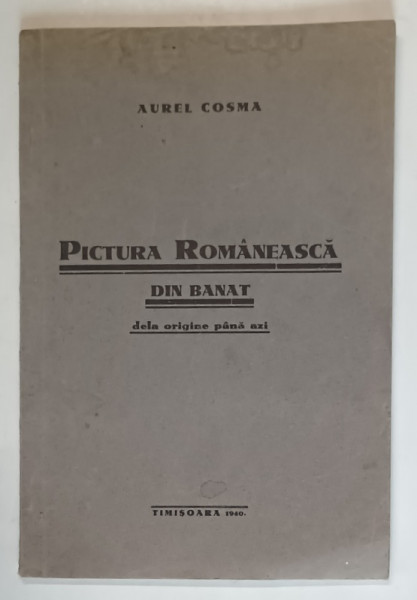 AUREL COSMA
PICTURA ROMÂNEASCĂ
DIN BANAT
dela origine până azi
TIMIȘOARA 1940.